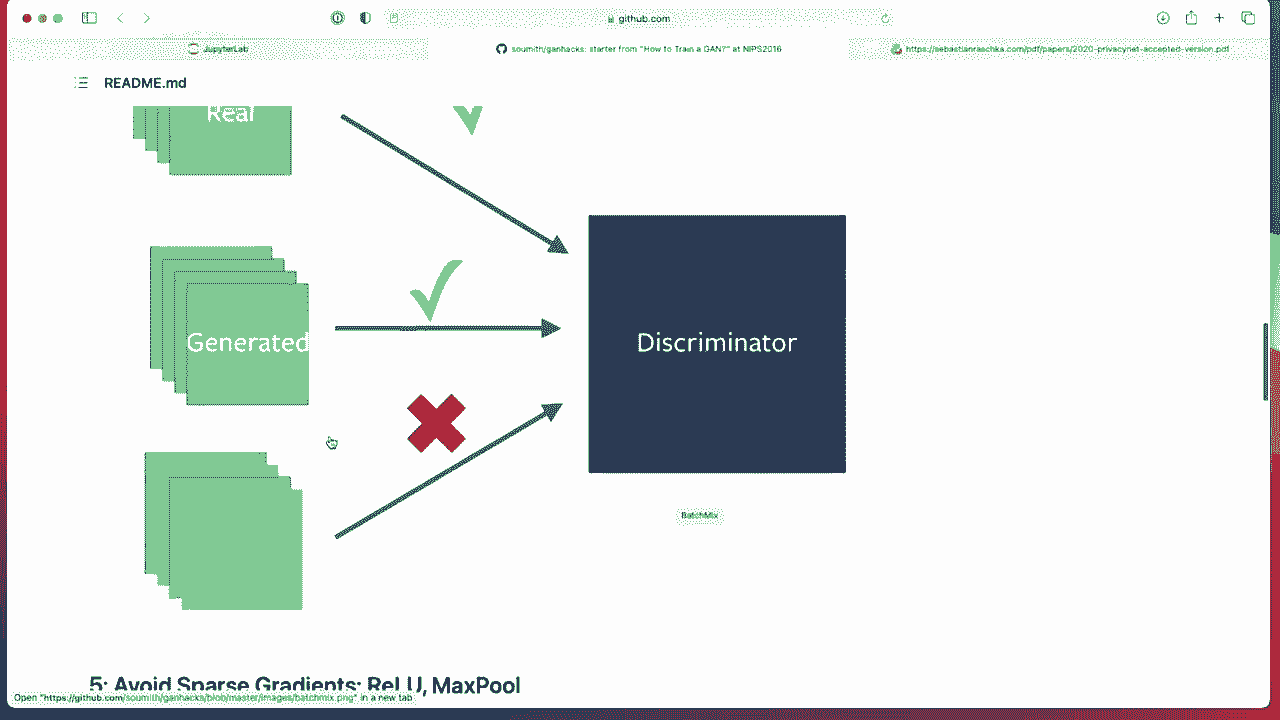 github.com
JupyterLab
soumith/ganhacks: starter from "How to Train a GAN?" at NIPS2016
https://sebastianraschka.com/pdf/papers/2020-privacynet-accepted-version.pdf
README.md
Real
Generated
Discriminator
BatchMix
5: Avoid Sparse Gradients: ReLU, MaxPool
Open "https://github.com/soumith/ganhacks/blob/master/images/batchmix.png" in a new tab